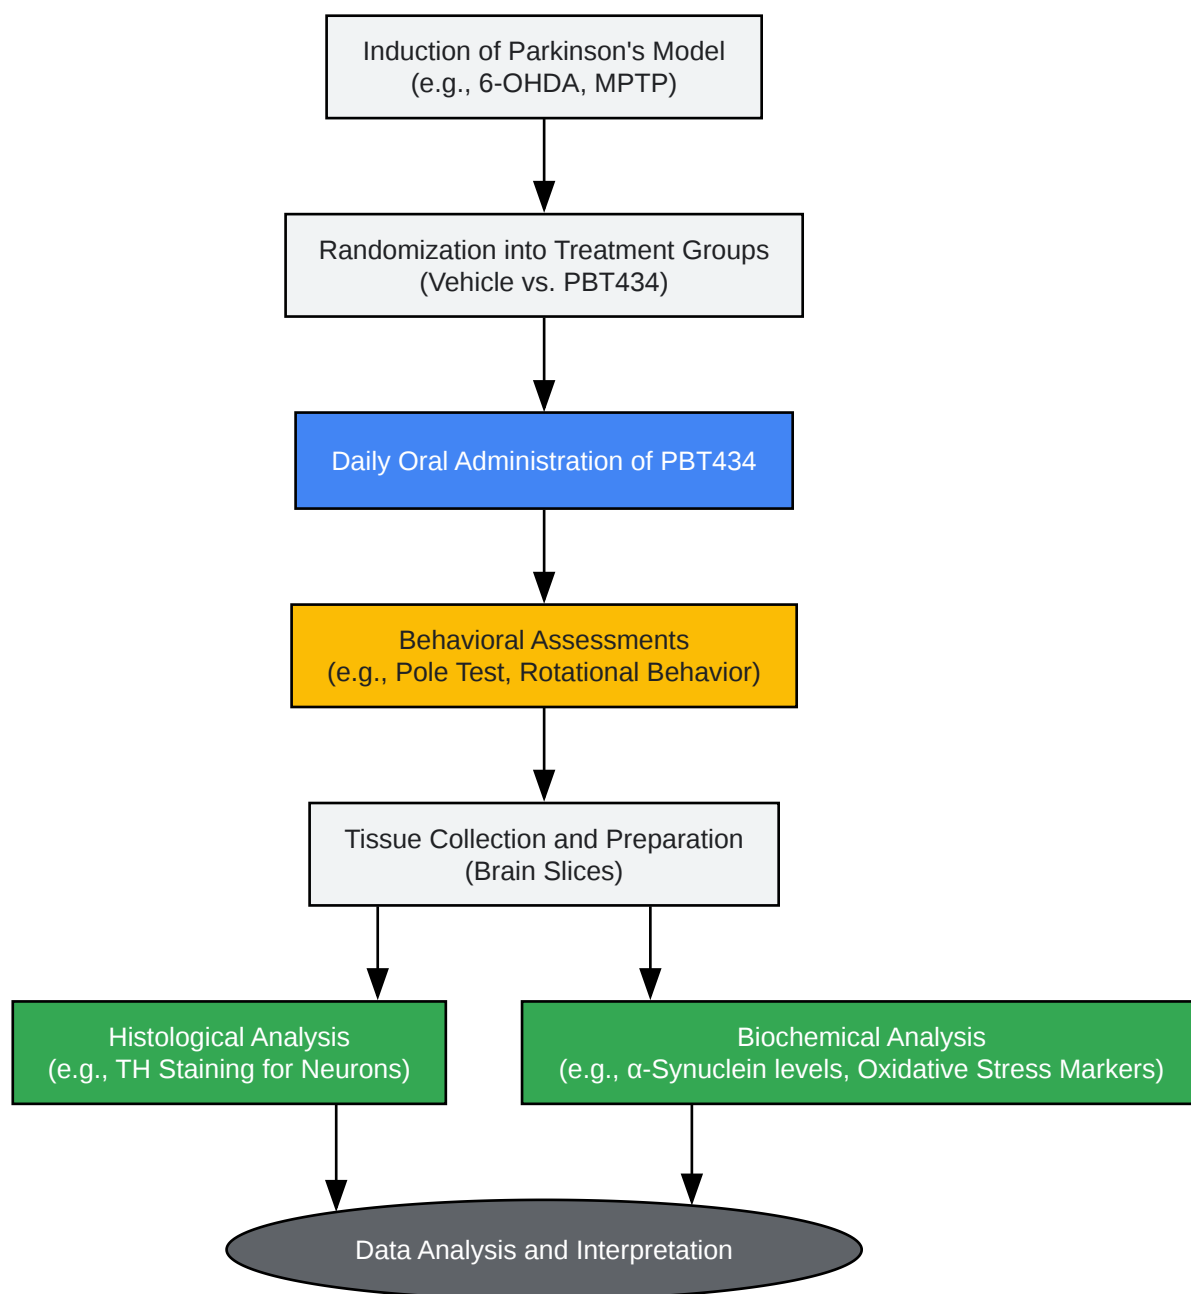 Induction of Parkinson's Model
(e.g., 6-OHDA, MPTP)
Randomization into Treatment Groups
(Vehicle vs. PBT434)
Daily Oral Administration of PBT434
Behavioral Assessments
(e.g., Pole Test, Rotational Behavior)
Tissue Collection and Preparation
(Brain Slices)
Histological Analysis
(e.g., TH Staining for Neurons)
Biochemical Analysis
(e.g., α-Synuclein levels, Oxidative Stress Markers)
Data Analysis and Interpretation